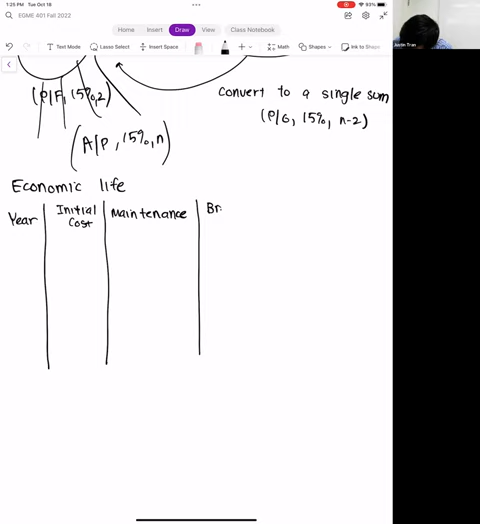 1:25 PM Tue Oct 18
93%
EGME 401 Fall 2022
Home Insert Draw View Class Notebook
Text Mode Lasso Select Insert Space Math Shapes Ink to Shape
Justin Tran
(P/F, 15%, 2)
convert to a single sum
(P/G, 15%, n-2)
(A/P, 15%, n)
Economic life
Year Initial Cost Maintenance Br